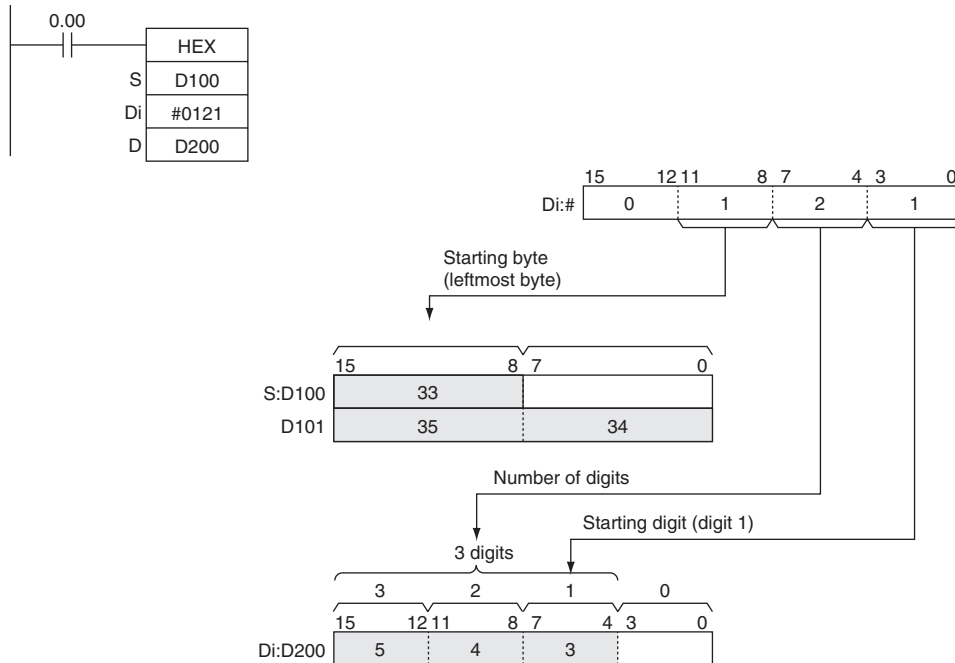 0.00
HEX
S D100
Di #0121
D D200
15 12 11 8 7 4 3 0
Di:# 0 1 2 1
Starting byte
(leftmost byte)
15 8 7 0
S:D100 33
D101 35 34
Number of digits
Starting digit (digit 1)
3 digits
3 2 1 0
15 12 11 8 7 4 3 0
Di:D200 5 4 3